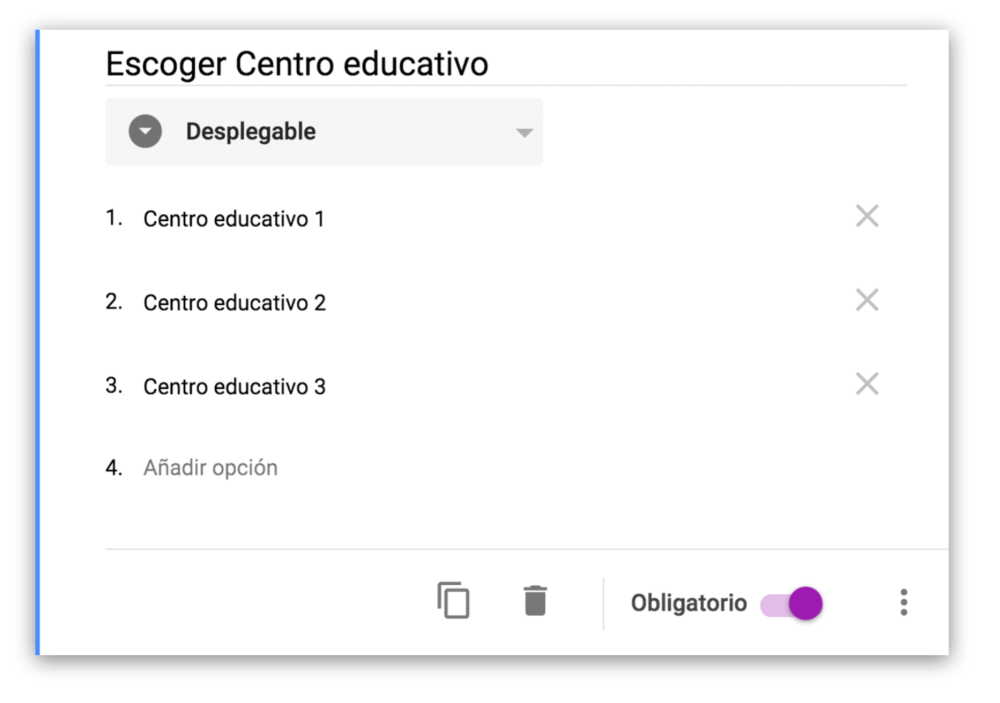 Escoger Centro educativo
Desplegable
1. Centro educativo 1
2. Centro educativo 2
3. Centro educativo 3
4. Añadir opción
Obligatorio